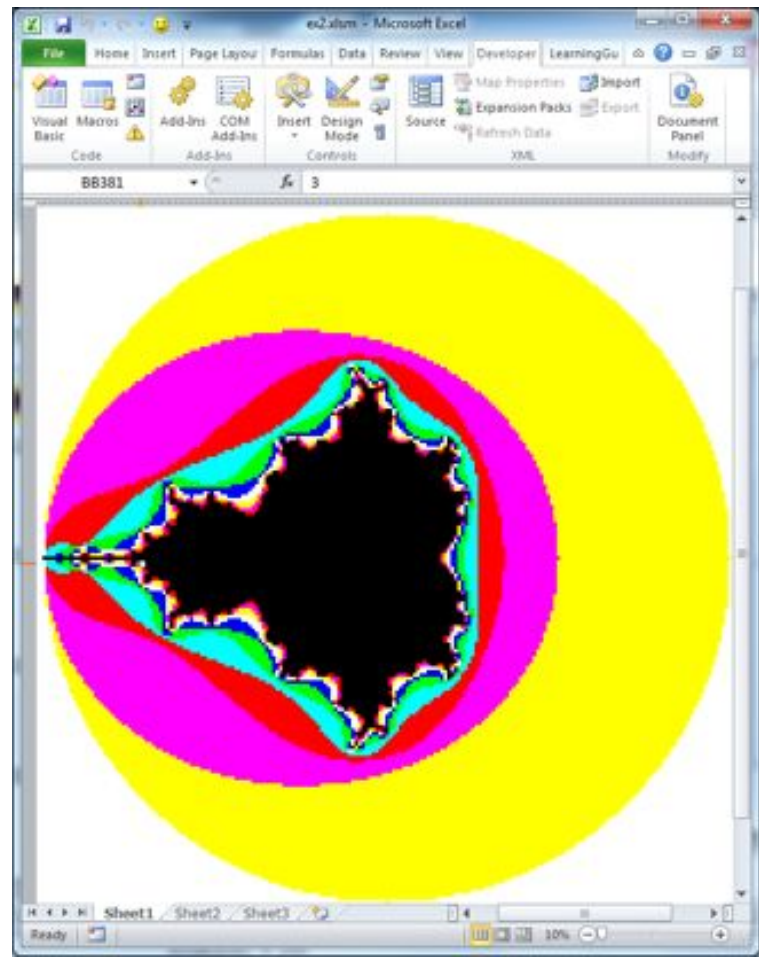 ex2.xlsm - Microsoft Excel
File Home Insert Page Layou Formulas Data Review View Developer LearningGu
Visual Basic
Macros
Code
Add-Ins
COM Add-Ins
Add-Ins
Insert
Design Mode
Controls
Source
Map Properties
Expansion Packs
Refresh Data
Import
Export
XML
Document Panel
Modify
BB381
fx 3
Sheet1 Sheet2 Sheet3
Ready
10%